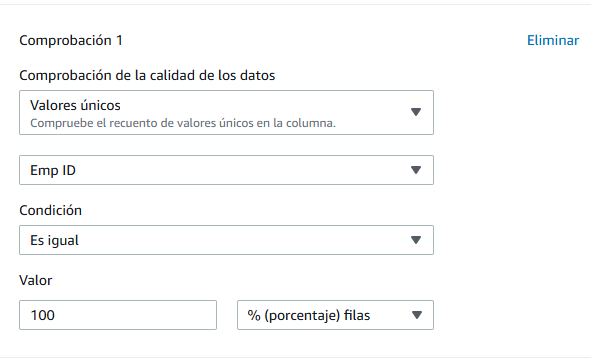 Comprobación 1
Eliminar
Comprobación de la calidad de los datos
Valores únicos
Compruebe el recuento de valores únicos en la columna.
Emp ID
Condición
Es igual
Valor
100
% (porcentaje) filas